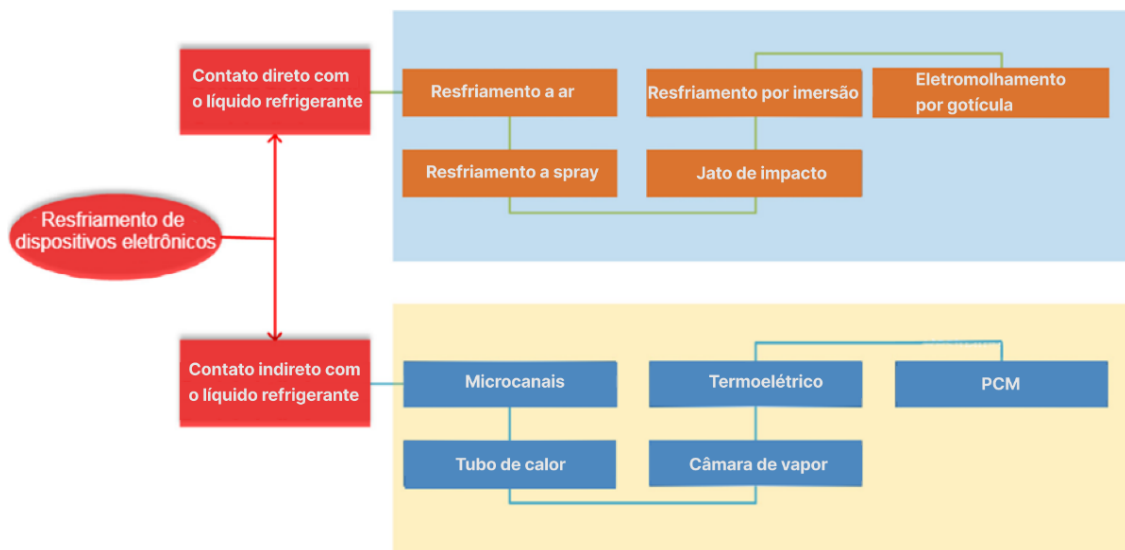 Contato direto com
o líquido refrigerante
Resfriamento a ar
Resfriamento por imersão
Eletromolhamento
por gotícula
Resfriamento a spray
Jato de impacto
Resfriamento de
dispositivos eletrônicos
Contato indireto com
o líquido refrigerante
Microcanais
Termoelétrico
PCM
Tubo de calor
Câmara de vapor